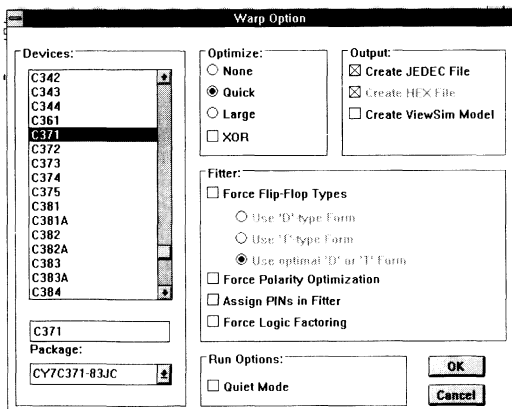 Warp Option
Devices:
C342
C343
C344
C361
C371
C372
C373
C374
C375
C381
C381A
C382
C382A
C383
C383A
C384
C371
Package:
CY7C371-83JC
Optimize:
None
Quick
Large
XOR
Output:
Create JEDEC File
Create HEX File
Create ViewSim Model
Fitter:
Force Flip-Flop Types
Use 'D' type Form
Use 'T' type Form
Use optimal 'D' or 'T' Form
Force Polarity Optimization
Assign PINs in Fitter
Force Logic Factoring
Run Options:
Quiet Mode
OK
Cancel